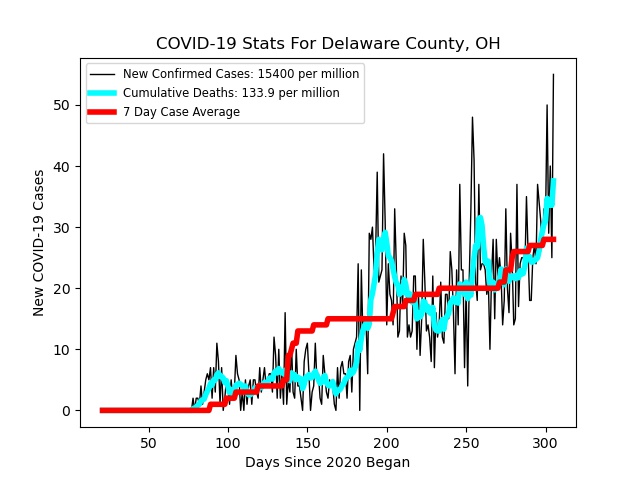 COVID-19 Stats For Delaware County, OH
New Confirmed Cases: 15400 per million
Cumulative Deaths: 133.9 per million
7 Day Case Average
New COVID-19 Cases
50
40
30
20
10
0
50 100 150 200 250 300
Days Since 2020 Began